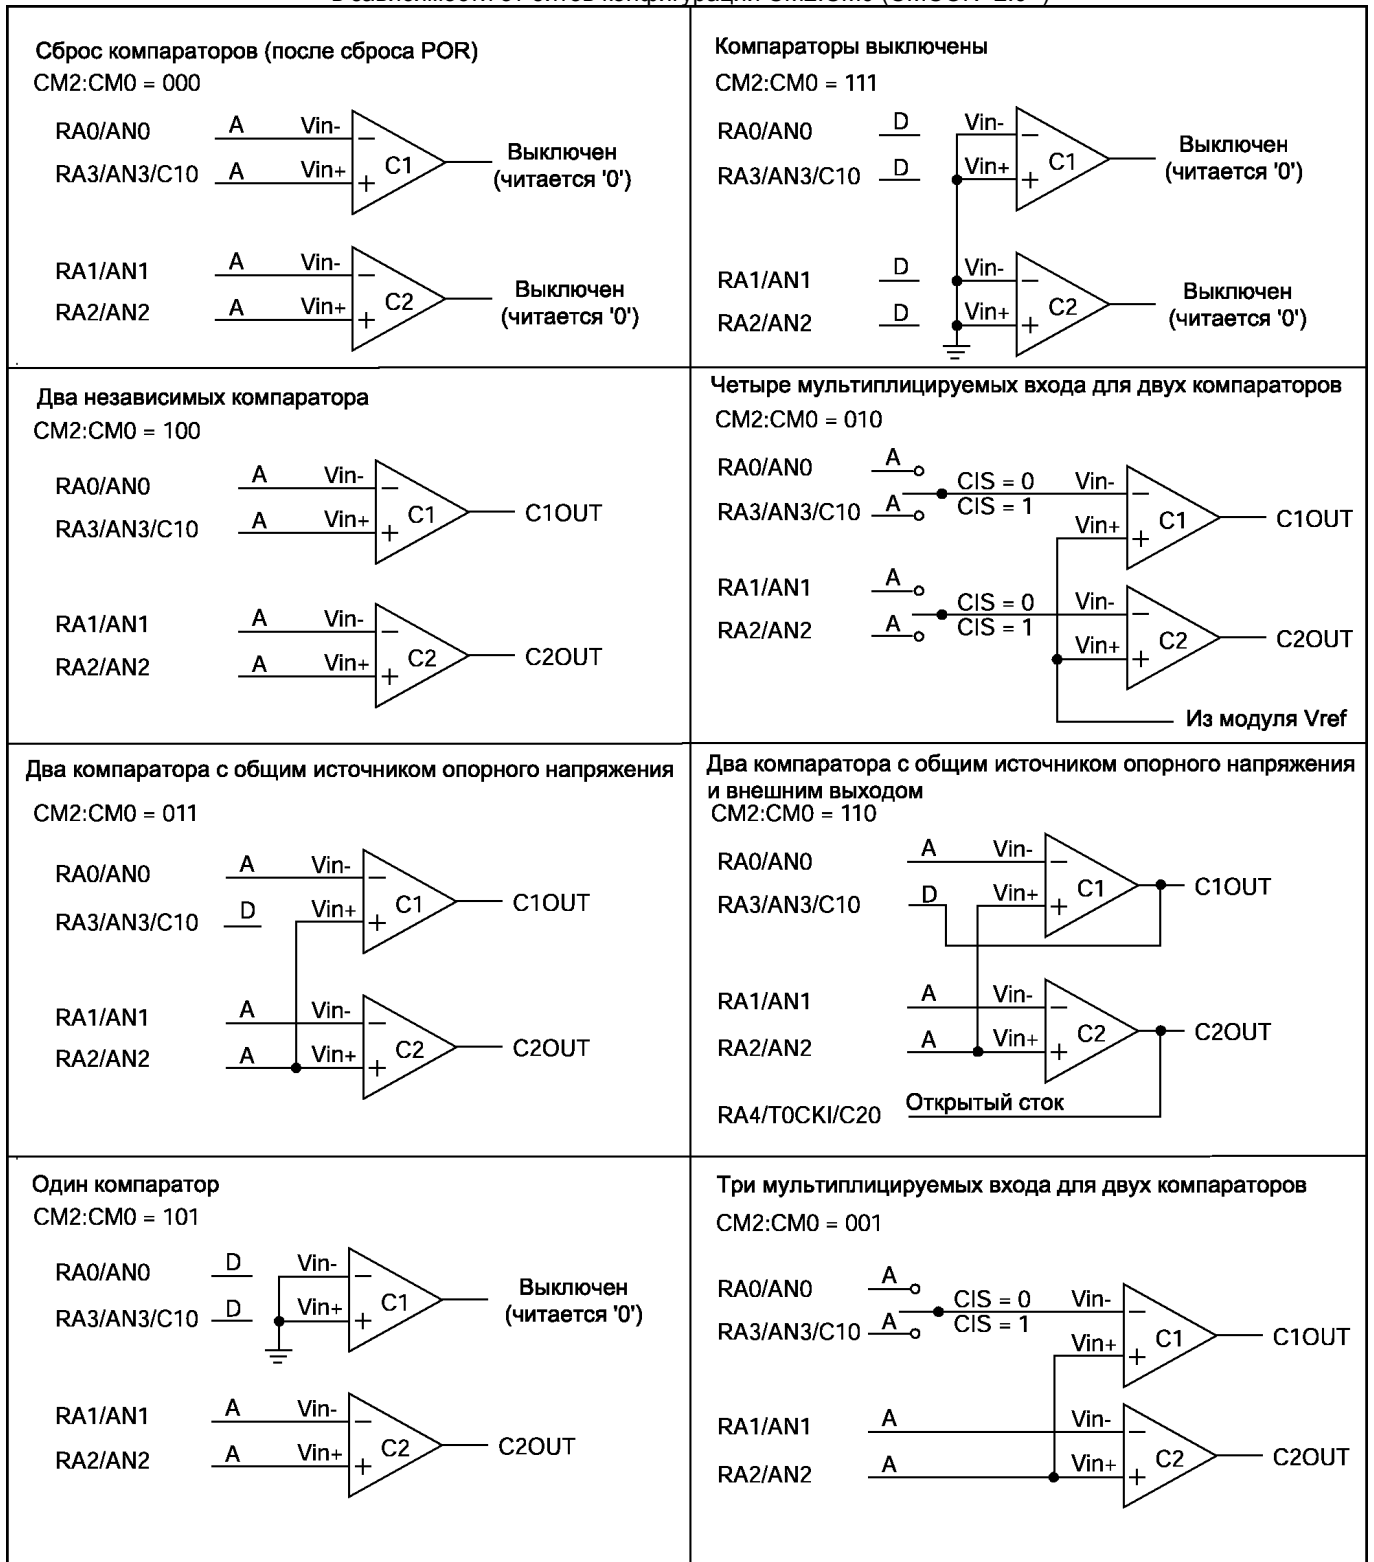 Сброс компараторов (после сброса POR)
CM2:CM0 = 000
RA0/AN0 A Vin-
RA3/AN3/C10 A Vin+
C1
Выключен
(читается '0')
RA1/AN1 A Vin-
RA2/AN2 A Vin+
C2
Выключен
(читается '0')
Компараторы выключены
CM2:CM0 = 111
RA0/AN0 D Vin-
RA3/AN3/C10 D Vin+
C1
Выключен
(читается '0')
RA1/AN1 D Vin-
RA2/AN2 D Vin+
C2
Выключен
(читается '0')
Два независимых компаратора
CM2:CM0 = 100
RA0/AN0 A Vin-
RA3/AN3/C10 A Vin+
C1 C1OUT
RA1/AN1 A Vin-
RA2/AN2 A Vin+
C2 C2OUT
Четыре мультиплицируемых входа для двух компараторов
CM2:CM0 = 010
RA0/AN0 A
CIS = 0 Vin-
RA3/AN3/C10 A CIS = 1
Vin+ C1 C1OUT
RA1/AN1 A
CIS = 0 Vin-
RA2/AN2 A CIS = 1
Vin+ C2 C2OUT
Из модуля Vref
Два компаратора с общим источником опорного напряжения
CM2:CM0 = 011
RA0/AN0 A Vin-
RA3/AN3/C10 D Vin+
C1 C1OUT
RA1/AN1 A Vin-
RA2/AN2 A Vin+
C2 C2OUT
Два компаратора с общим источником опорного напряжения
и внешним выходом
CM2:CM0 = 110
RA0/AN0 A Vin-
RA3/AN3/C10 D Vin+
C1 C1OUT
RA1/AN1 A Vin-
RA2/AN2 A Vin+
C2 C2OUT
RA4/T0CKI/C20 Открытый сток
Один компаратор
CM2:CM0 = 101
RA0/AN0 D Vin-
RA3/AN3/C10 D Vin+
C1
Выключен
(читается '0')
RA1/AN1 A Vin-
RA2/AN2 A Vin+
C2 C2OUT
Три мультиплицируемых входа для двух компараторов
CM2:CM0 = 001
RA0/AN0 A
CIS = 0 Vin-
RA3/AN3/C10 A CIS = 1
Vin+ C1 C1OUT
RA1/AN1 A Vin-
RA2/AN2 A Vin+
C2 C2OUT